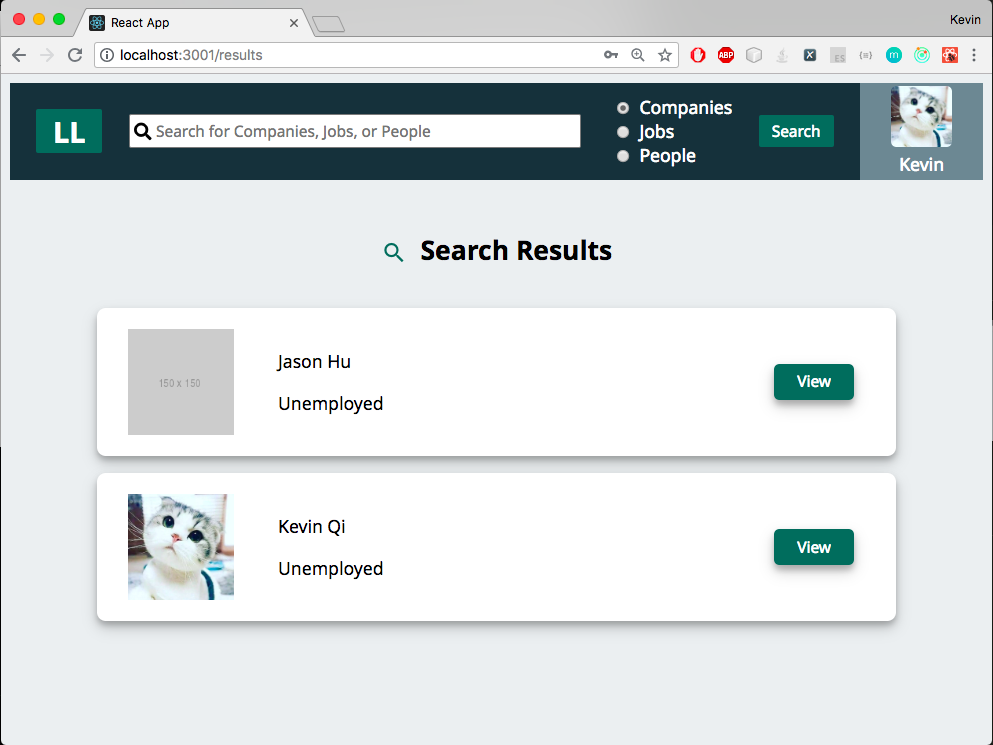 React App
Kevin
localhost:3001/results
ABP
X
ES
m
LL
Search for Companies, Jobs, or People
Companies
Jobs
People
Search
Kevin
Search Results
150 x 150
Jason Hu
Unemployed
View
Kevin Qi
Unemployed
View